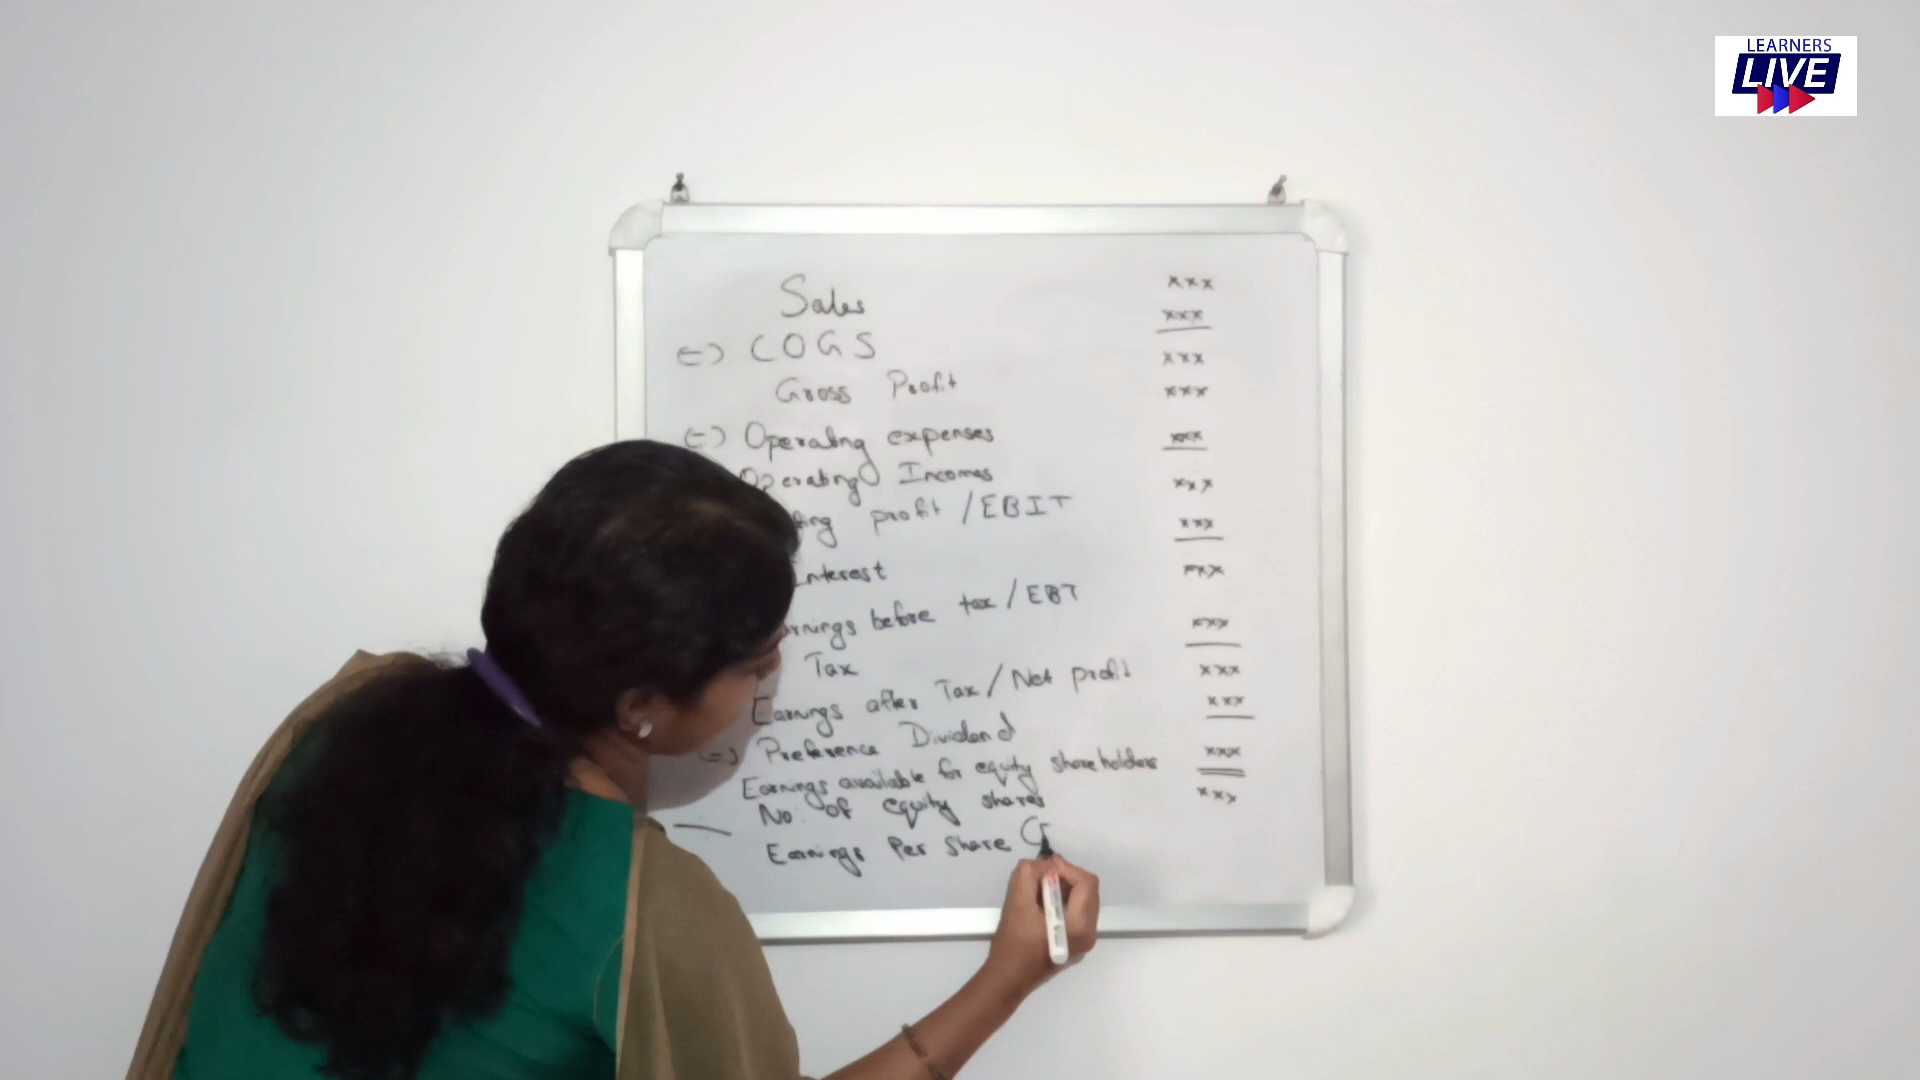 LEARNERS
LIVE
Sales xxx
(-) COGS xxx
Gross Profit xxx
xxx
(-) Operating expenses xxx
Operating Incomes xxx
profit / EBIT xxx
Interest xxx
before tax / EBT xxx
Tax xxx
Earnings after Tax / Net profit xxx
(-) Preference Dividend xxx
Earnings available for equity shareholders xxx
÷ No. of equity shares
Earnings Per Share (